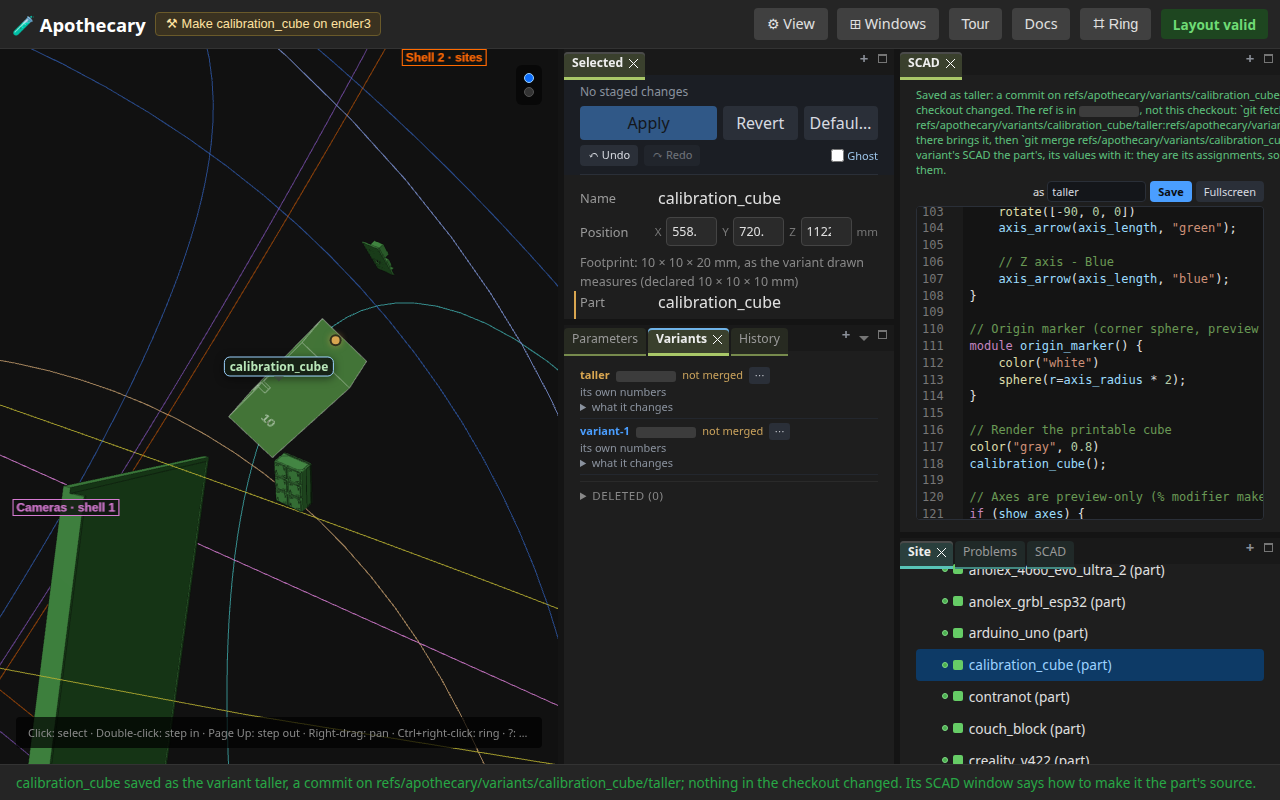 🧪 Apothecary
⚒ Make calibration_cube on ender3
⚙ View
⊞ Windows
Tour
Docs
⌗ Ring
Layout valid
Shell 2 · sites
calibration_cube
10
Cameras · shell 1
Click: select · Double-click: step in · Page Up: step out · Right-drag: pan · Ctrl+right-click: ring · ?: ...
Selected
No staged changes
Apply
Revert
Defaul...
↶ Undo
↷ Redo
Ghost
Name calibration_cube
Position X 558. Y 720. Z 1122 mm
Footprint: 10 × 10 × 20 mm, as the variant drawn
measures (declared 10 × 10 × 10 mm)
Part calibration_cube
Parameters
Variants
History
taller not merged ...
its own numbers
▶ what it changes
variant-1 not merged ...
its own numbers
▶ what it changes
▶ DELETED (0)
SCAD
Saved as taller: a commit on refs/apothecary/variants/calibration_cube
checkout changed. The ref is in , not this checkout: `git fetc
refs/apothecary/variants/calibration_cube/taller:refs/apothecary/varian
there brings it, then `git merge refs/apothecary/variants/calibration_cu
variant's SCAD the part's, its values with it: they are its assignments, so
them.
as taller Save Fullscreen
103 rotate([-90, 0, 0])
104 axis_arrow(axis_length, "green");
105
106 // Z axis - Blue
107 axis_arrow(axis_length, "blue");
108 }
109
110 // Origin marker (corner sphere, preview
111 module origin_marker() {
112 color("white")
113 sphere(r=axis_radius * 2);
114 }
115
116 // Render the printable cube
117 color("gray", 0.8)
118 calibration_cube();
119
120 // Axes are preview-only (% modifier make
121 if (show_axes) {
Site
Problems
SCAD
anolex_4060_evo_ultra_2 (part)
anolex_grbl_esp32 (part)
arduino_uno (part)
calibration_cube (part)
contranot (part)
couch_block (part)
creality_v422 (part)
calibration_cube saved as the variant taller, a commit on refs/apothecary/variants/calibration_cube/taller; nothing in the checkout changed. Its SCAD window says how to make it the part's source.